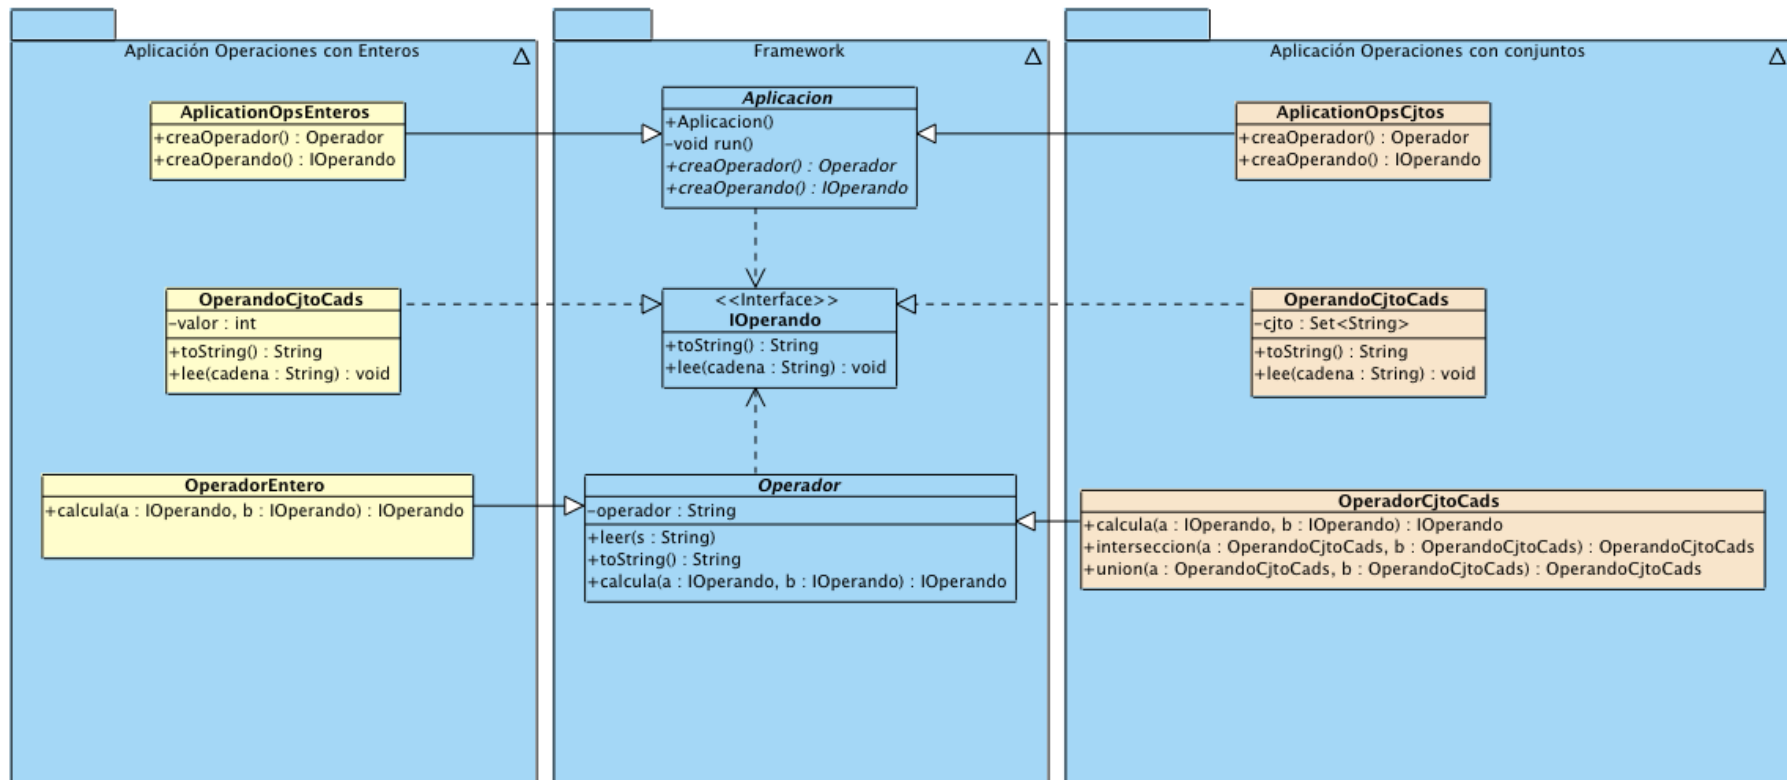 Aplicación Operaciones con Enteros
AplicationOpsEnteros
+creaOperador() : Operador
+creaOperando() : IOperando
OperandoCjtoCads
-valor : int
+toString() : String
+lee(cadena : String) : void
OperadorEntero
+calcula(a : IOperando, b : IOperando) : IOperando
Framework
Aplicacion
+Aplicacion()
-void run()
+creaOperador() : Operador
+creaOperando() : IOperando
<<Interface>>
IOperando
+toString() : String
+lee(cadena : String) : void
Operador
-operador : String
+leer(s : String)
+toString() : String
+calcula(a : IOperando, b : IOperando) : IOperando
Aplicación Operaciones con conjuntos
AplicationOpsCjtos
+creaOperador() : Operador
+creaOperando() : IOperando
OperandoCjtoCads
-cjto : Set<String>
+toString() : String
+lee(cadena : String) : void
OperadorCjtoCads
+calcula(a : IOperando, b : IOperando) : IOperando
+interseccion(a : OperandoCjtoCads, b : OperandoCjtoCads) : OperandoCjtoCads
+union(a : OperandoCjtoCads, b : OperandoCjtoCads) : OperandoCjtoCads